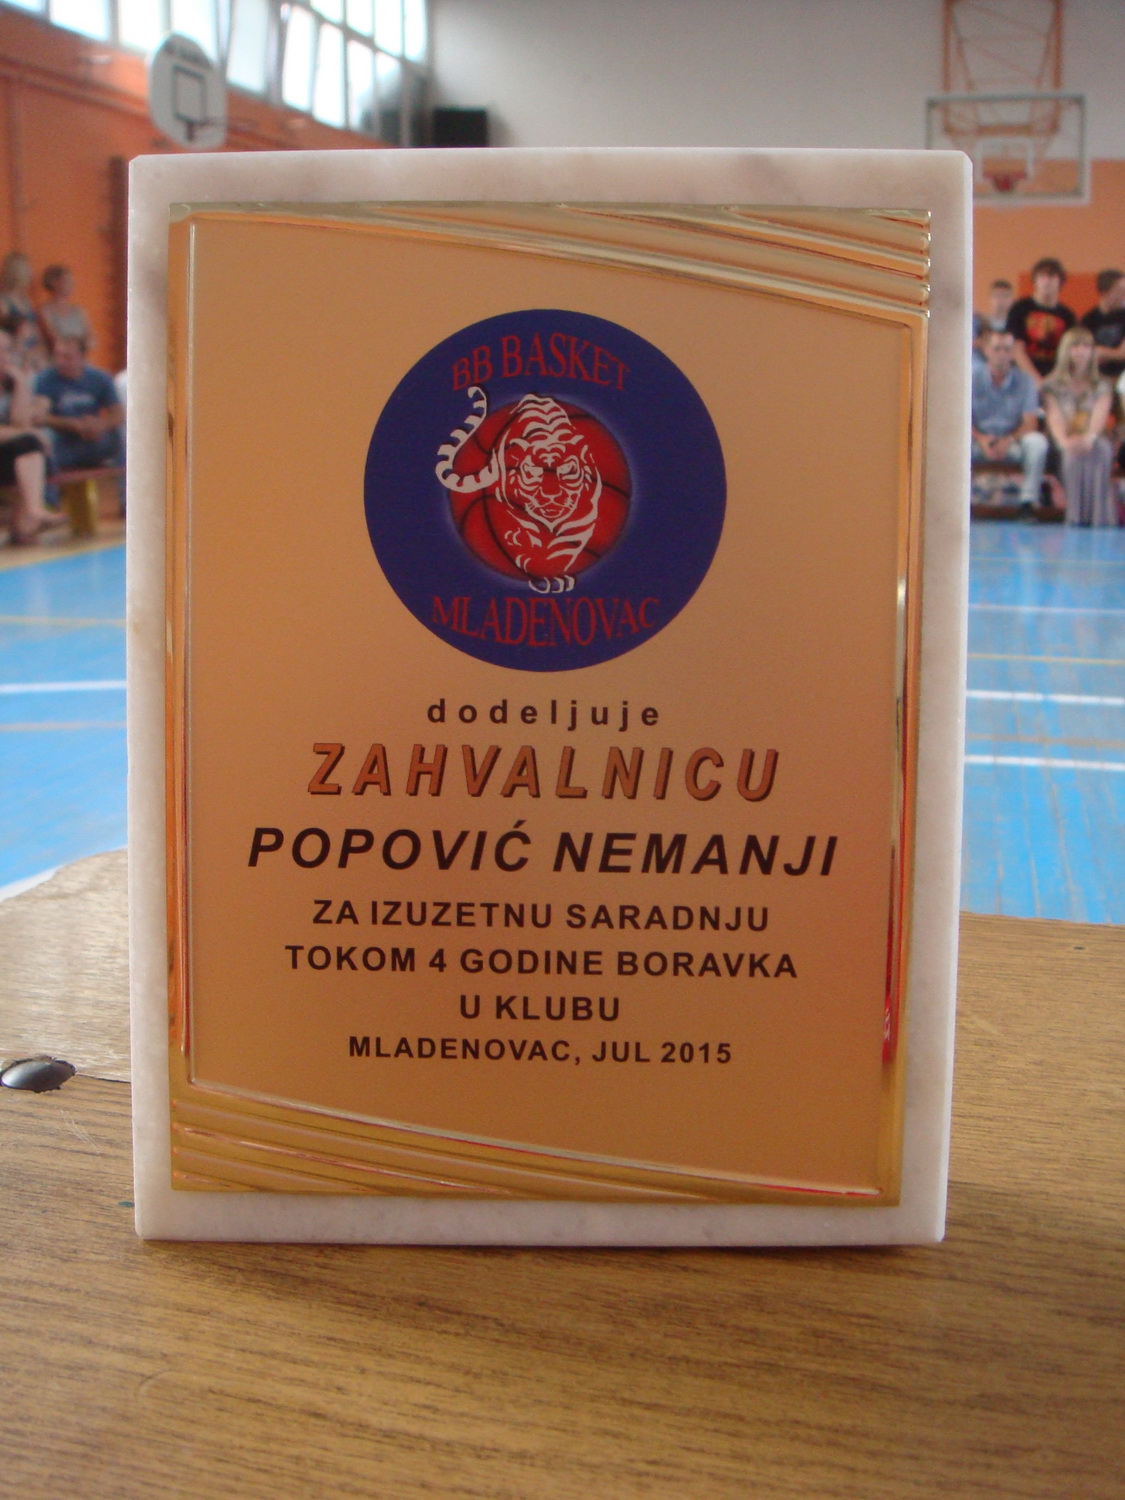 BB BASKET
MLADENOVAC
dodeljuje
ZAHVALNICU
POPOVIĆ NEMANJI
ZA IZUZETNU SARADNJU
TOKOM 4 GODINE BORAVKA
U KLUBU
MLADENOVAC, JUL 2015